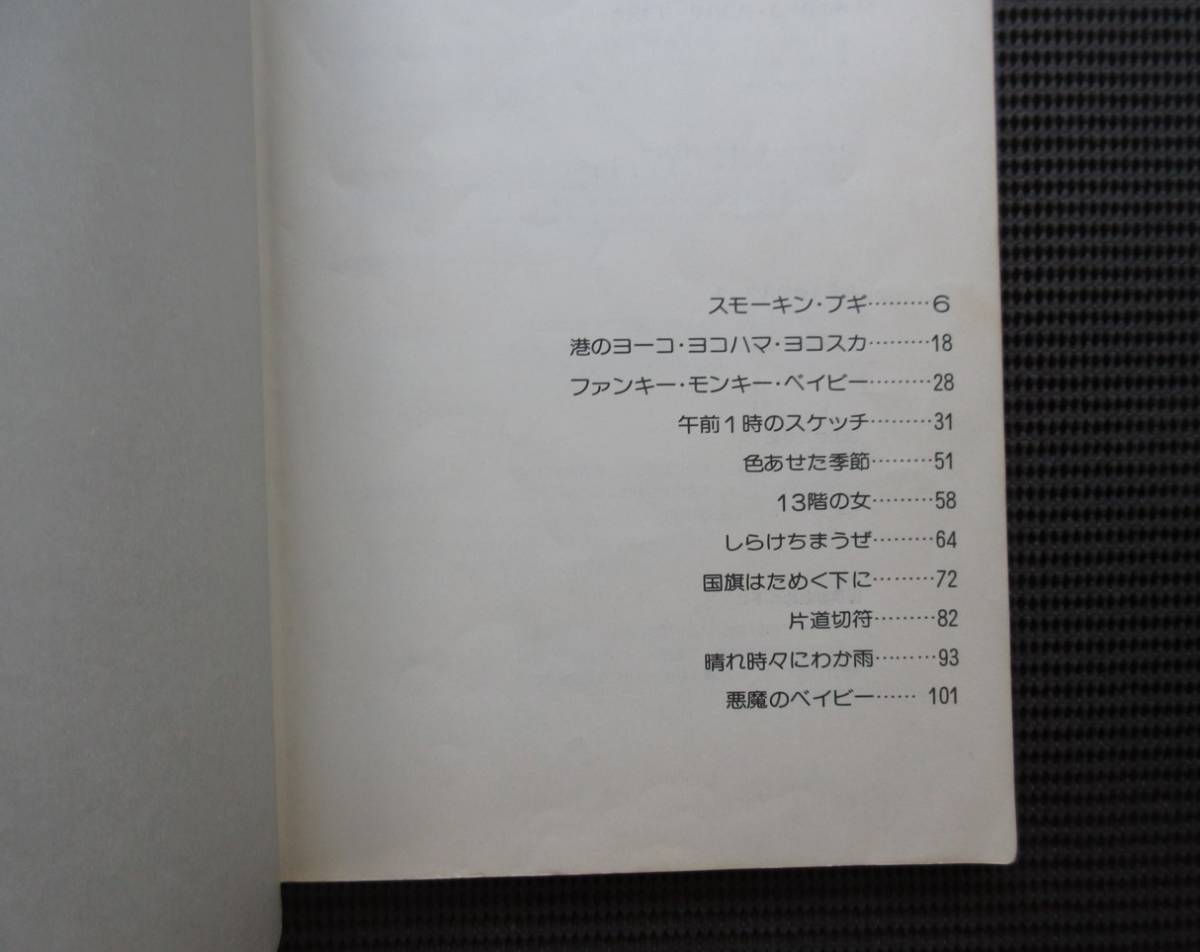 スモーキン・ブギ………6
港のヨーコ・ヨコハマ・ヨコスカ………18
ファンキー・モンキー・ベイビー………28
午前1時のスケッチ………31
色あせた季節………51
13階の女………58
しらけちまうぜ………64
国旗はためく下に………72
片道切符………82
晴れ時々にわか雨………93
悪魔のベイビー…… 101